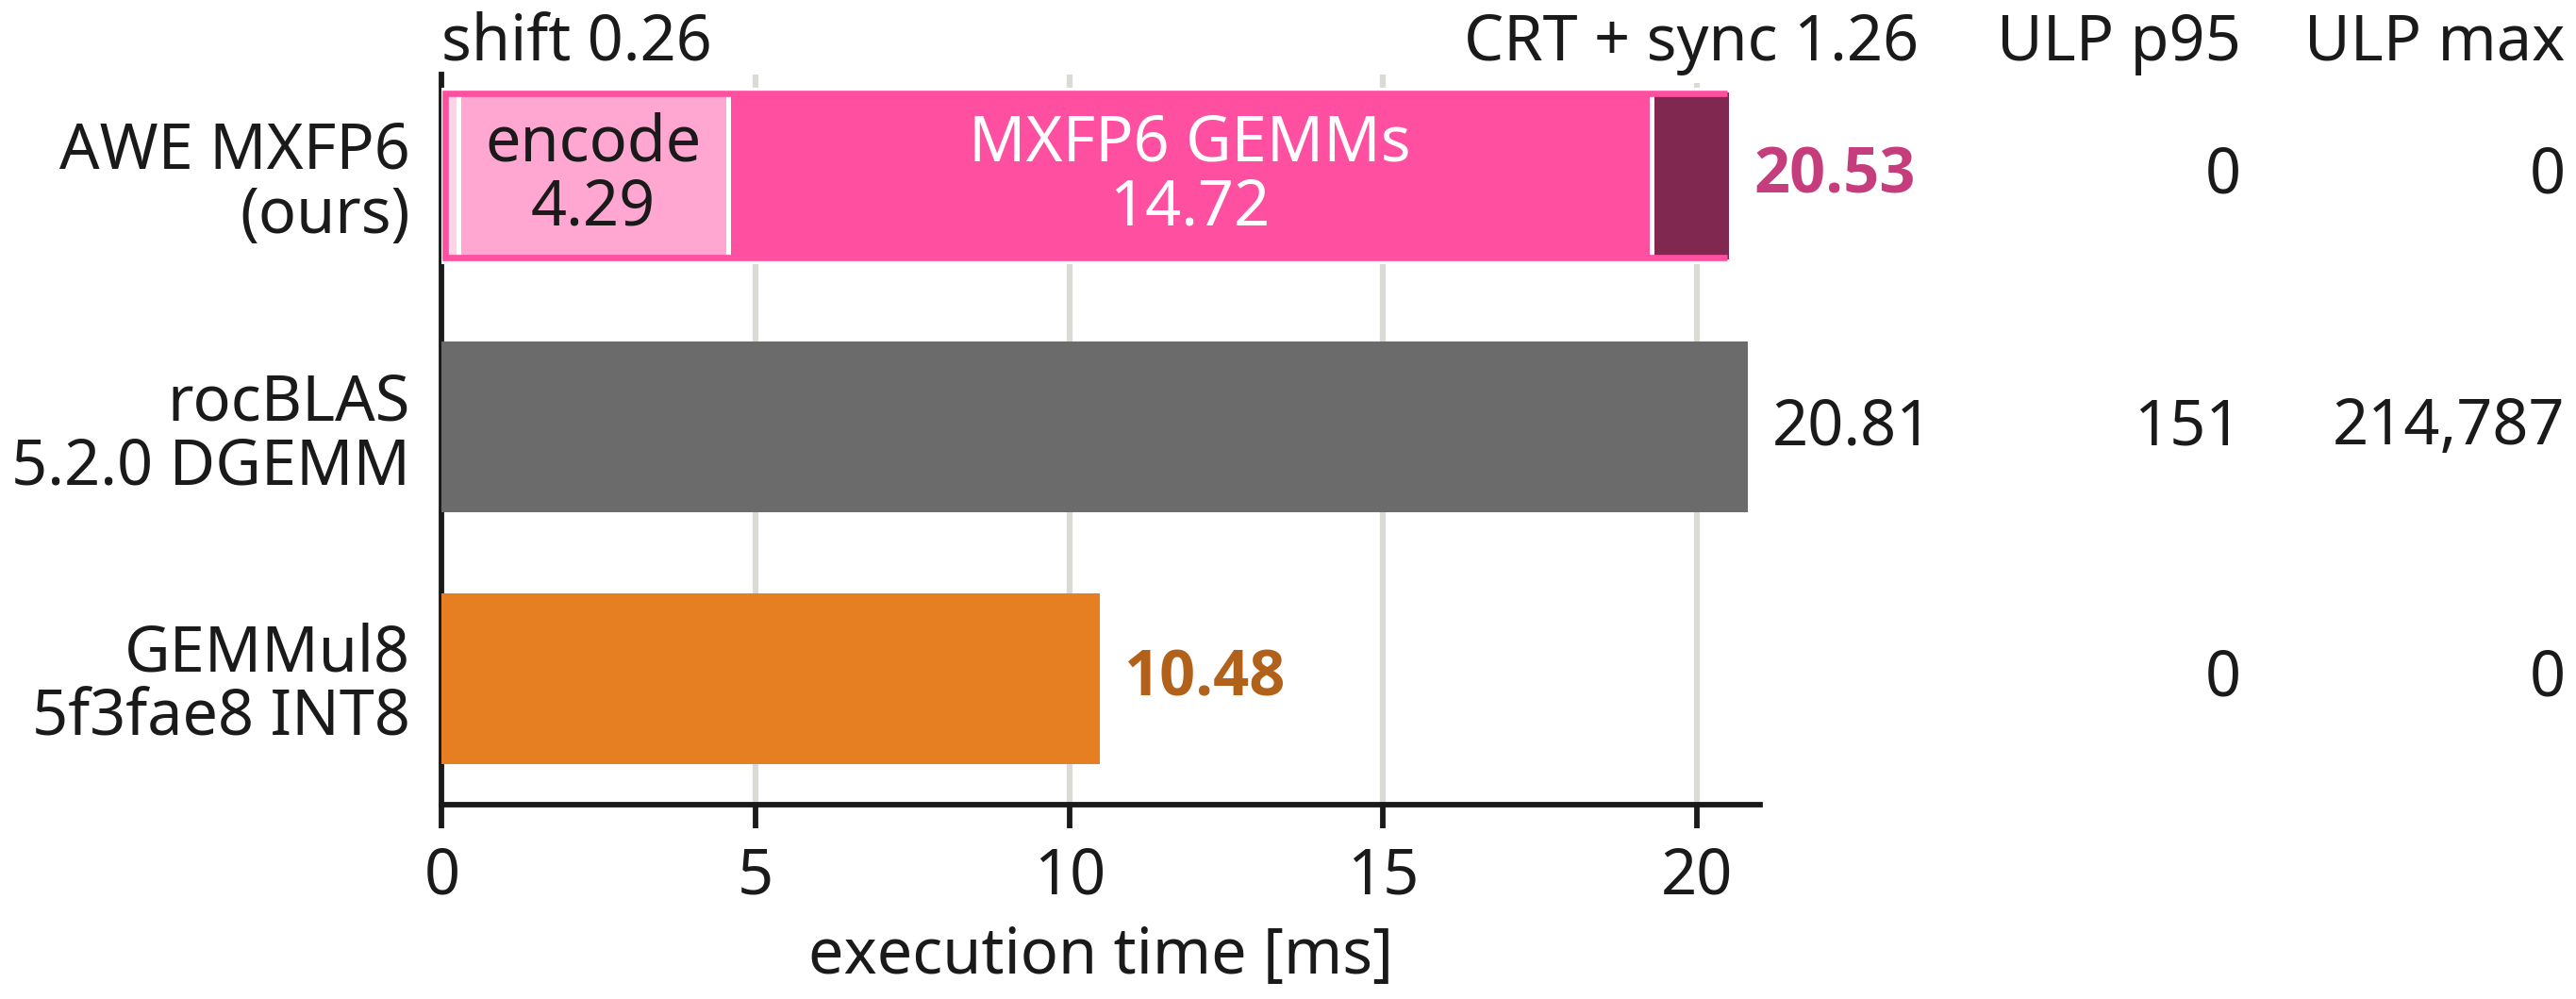 shift 0.26
CRT + sync 1.26
ULP p95
ULP max
AWE MXFP6
(ours)
encode
4.29
MXFP6 GEMMs
14.72
20.53
0
0
rocBLAS
5.2.0 DGEMM
20.81
151
214,787
GEMMul8
5f3fae8 INT8
10.48
0
0
0
5
10
15
20
execution time [ms]